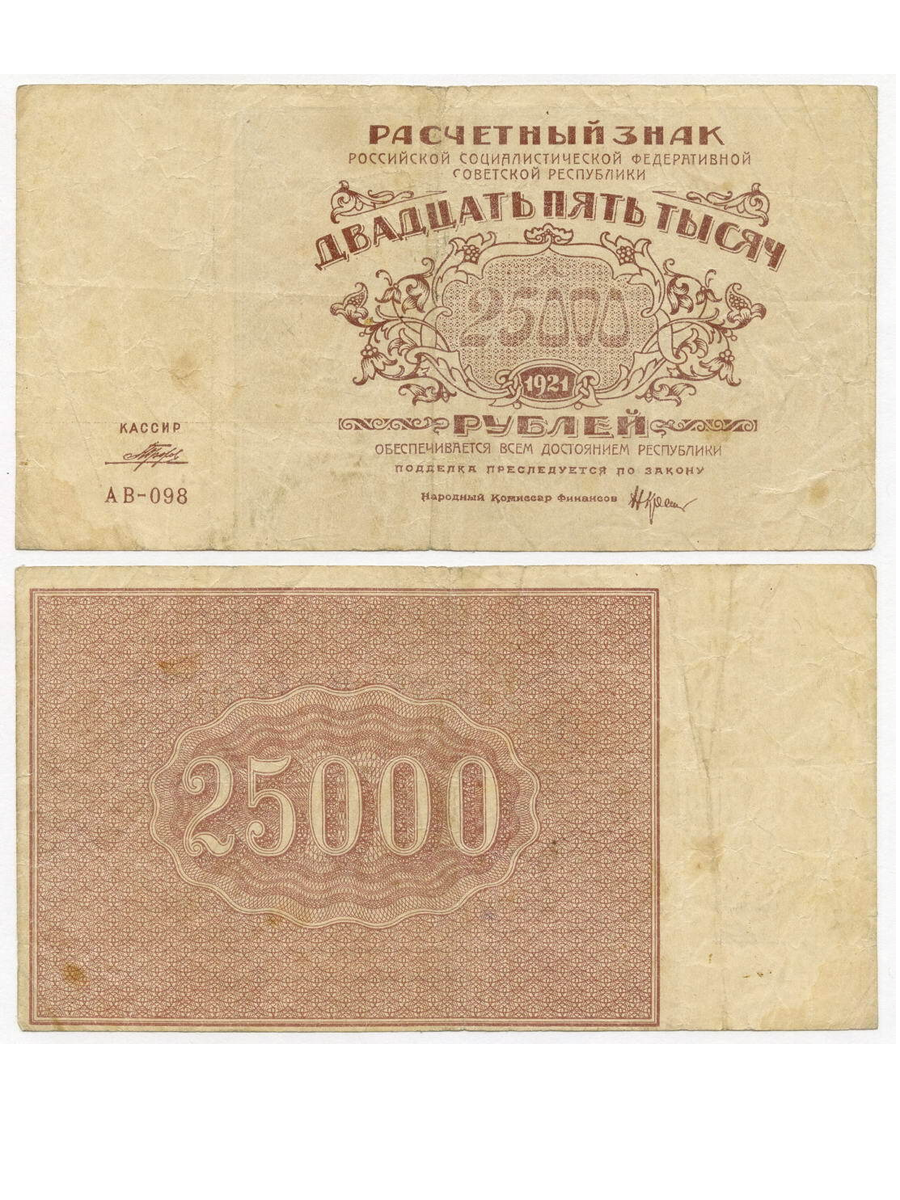 РАСЧЕТНЫЙ ЗНАК
РОССИЙСКОЙ СОЦИАЛИСТИЧЕСКОЙ ФЕДЕРАТИВНОЙ
СОВЕТСКОЙ РЕСПУБЛИКИ
ДВАДЦАТЬ ПЯТЬ ТЫСЯЧ
25000
1921
РУБЛЕЙ
ОБЕСПЕЧИВАЕТСЯ ВСЕМ ДОСТОЯНИЕМ РЕСПУБЛИКИ
ПОДДЕЛКА ПРЕСЛЕДУЕТСЯ ПО ЗАКОНУ
Народный Комиссар Финансов
КАССИР
АВ-098
25000